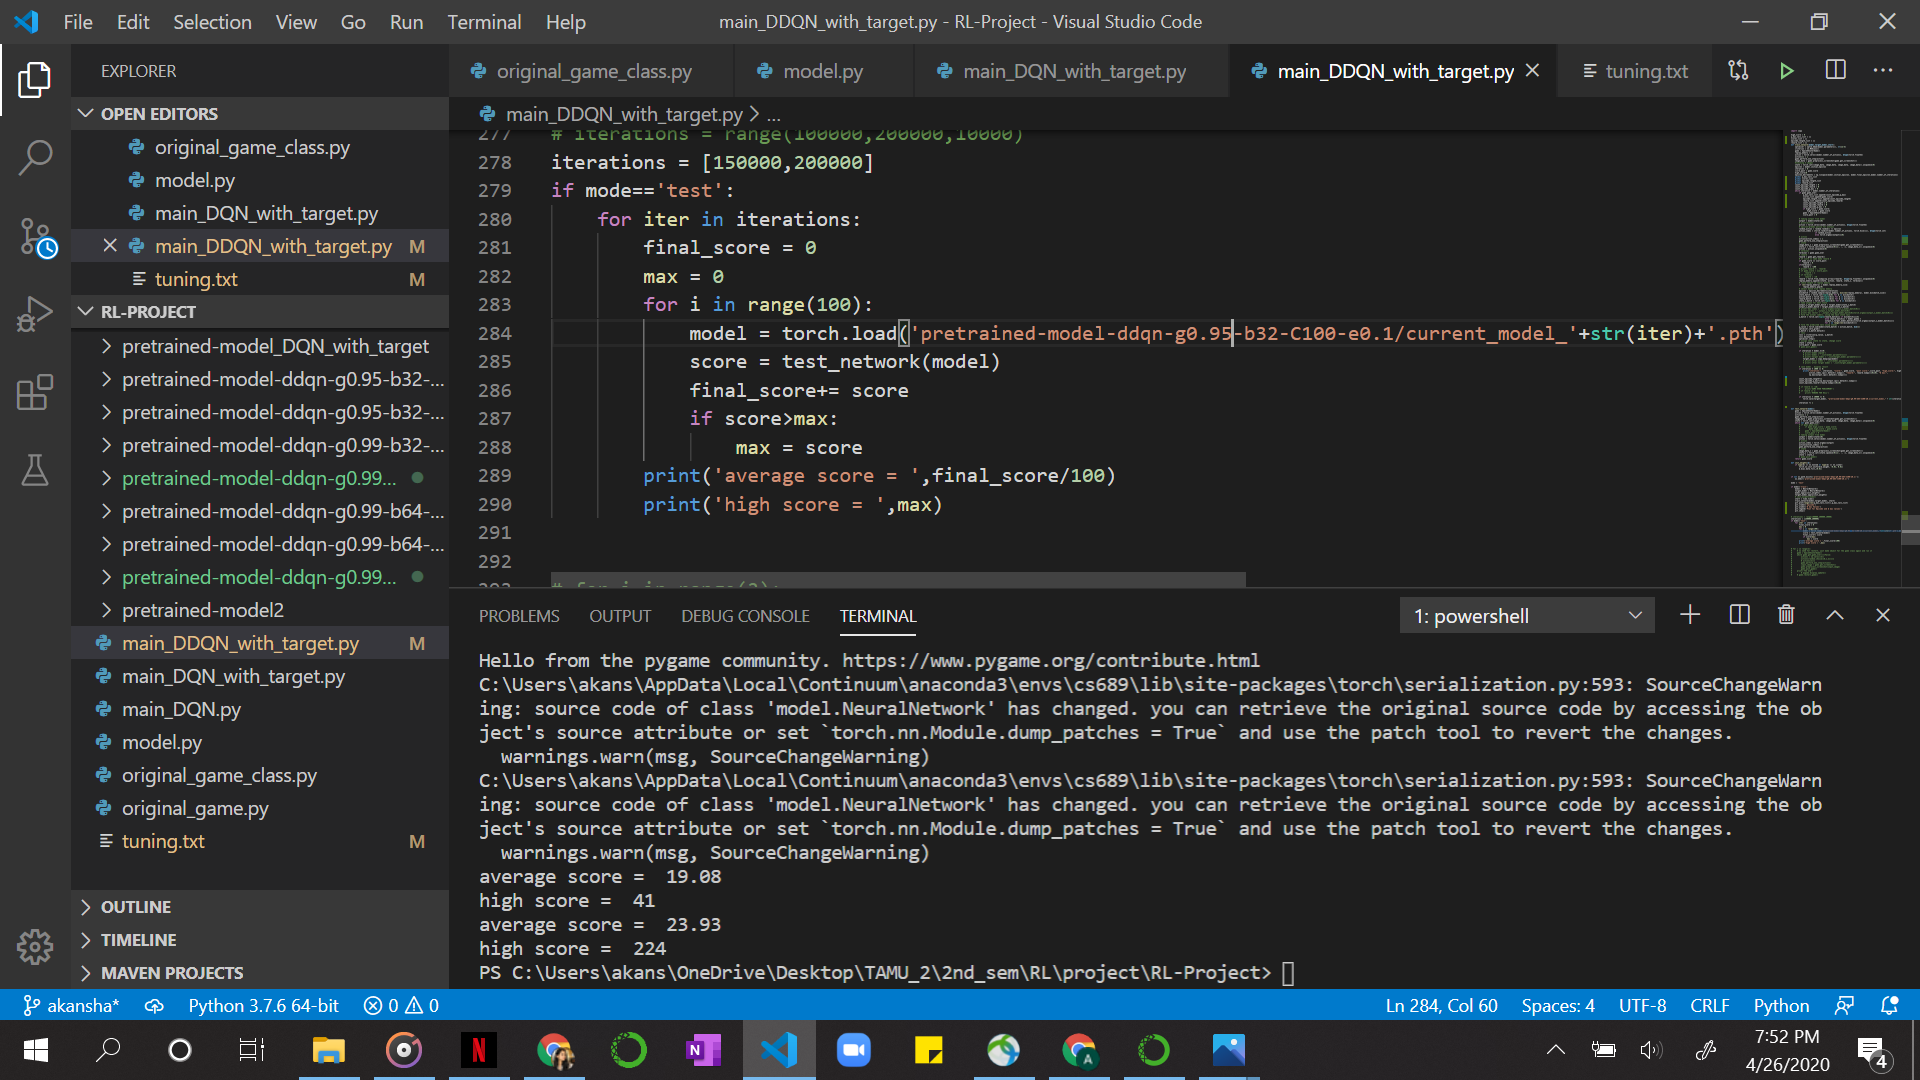 File Edit Selection View Go Run Terminal Help
main_DDQN_with_target.py - RL-Project - Visual Studio Code
EXPLORER
OPEN EDITORS
original_game_class.py
model.py
main_DQN_with_target.py
main_DDQN_with_target.py M
tuning.txt M
RL-PROJECT
pretrained-model_DQN_with_target
pretrained-model-ddqn-g0.95-b32-...
pretrained-model-ddqn-g0.95-b32-...
pretrained-model-ddqn-g0.99-b32-...
pretrained-model-ddqn-g0.99...
pretrained-model-ddqn-g0.99-b64-...
pretrained-model-ddqn-g0.99-b64-...
pretrained-model-ddqn-g0.99...
pretrained-model2
main_DDQN_with_target.py M
main_DQN_with_target.py
main_DQN.py
model.py
original_game_class.py
original_game.py
tuning.txt M
OUTLINE
TIMELINE
MAVEN PROJECTS
original_game_class.py model.py main_DQN_with_target.py main_DDQN_with_target.py tuning.txt
main_DDQN_with_target.py > ...
277 # iterations = range(100000,200000,10000)
278 iterations = [150000,200000]
279 if mode=='test':
280 for iter in iterations:
281 final_score = 0
282 max = 0
283 for i in range(100):
284 model = torch.load('pretrained-model-ddqn-g0.95-b32-C100-e0.1/current_model_'+str(iter)+'.pth')
285 score = test_network(model)
286 final_score+= score
287 if score>max:
288 max = score
289 print('average score = ',final_score/100)
290 print('high score = ',max)
291
292
293 # for i in range(2):
PROBLEMS OUTPUT DEBUG CONSOLE TERMINAL 1: powershell
Hello from the pygame community. https://www.pygame.org/contribute.html
C:\Users\akans\AppData\Local\Continuum\anaconda3\envs\cs689\lib\site-packages\torch\serialization.py:593: SourceChangeWarn
ing: source code of class 'model.NeuralNetwork' has changed. you can retrieve the original source code by accessing the ob
ject's source attribute or set `torch.nn.Module.dump_patches = True` and use the patch tool to revert the changes.
warnings.warn(msg, SourceChangeWarning)
C:\Users\akans\AppData\Local\Continuum\anaconda3\envs\cs689\lib\site-packages\torch\serialization.py:593: SourceChangeWarn
ing: source code of class 'model.NeuralNetwork' has changed. you can retrieve the original source code by accessing the ob
ject's source attribute or set `torch.nn.Module.dump_patches = True` and use the patch tool to revert the changes.
warnings.warn(msg, SourceChangeWarning)
average score =  19.08
high score =  41
average score =  23.93
high score =  224
PS C:\Users\akans\OneDrive\Desktop\TAMU_2\2nd_sem\RL\project\RL-Project>
akansha* Python 3.7.6 64-bit 0 0 Ln 284, Col 60 Spaces: 4 UTF-8 CRLF Python
7:52 PM
4/26/2020
4